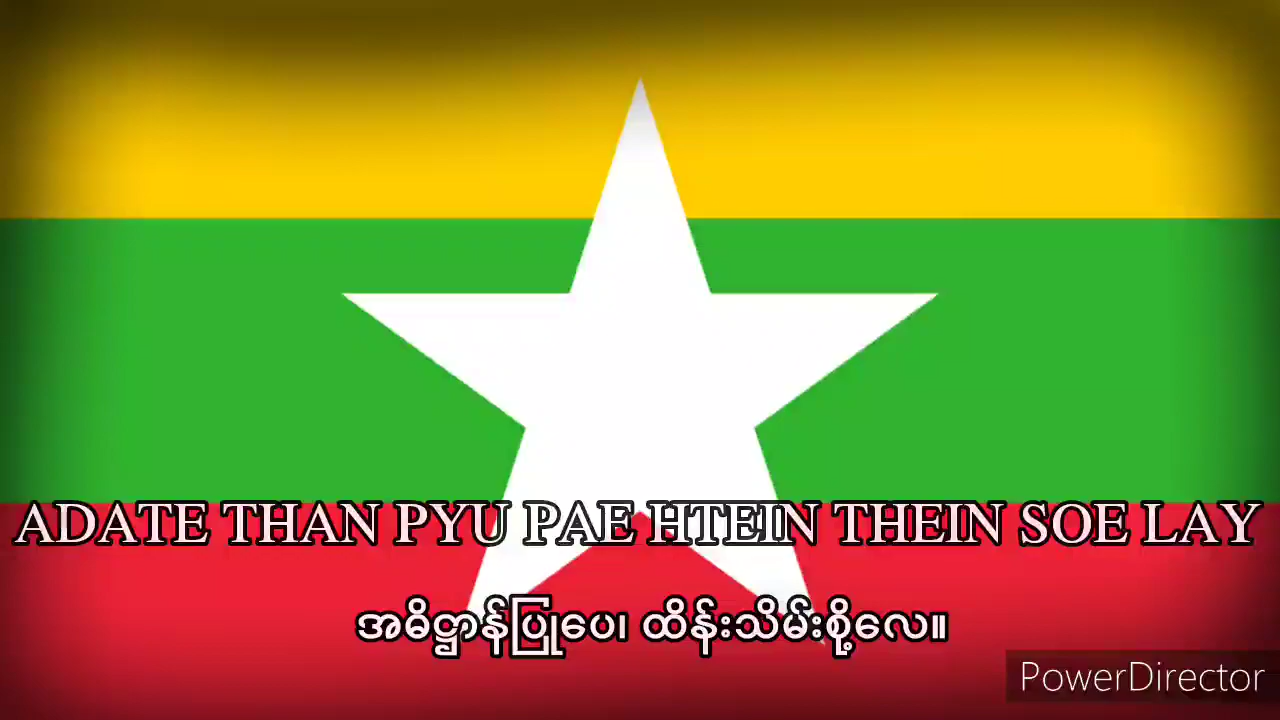 ADATE THAN PYU PAE HTEIN THEIN SOE LAY
အဓိဋ္ဌာန်ပြုပေ၊ ထိန်းသိမ်းစို့လေ။
PowerDirector